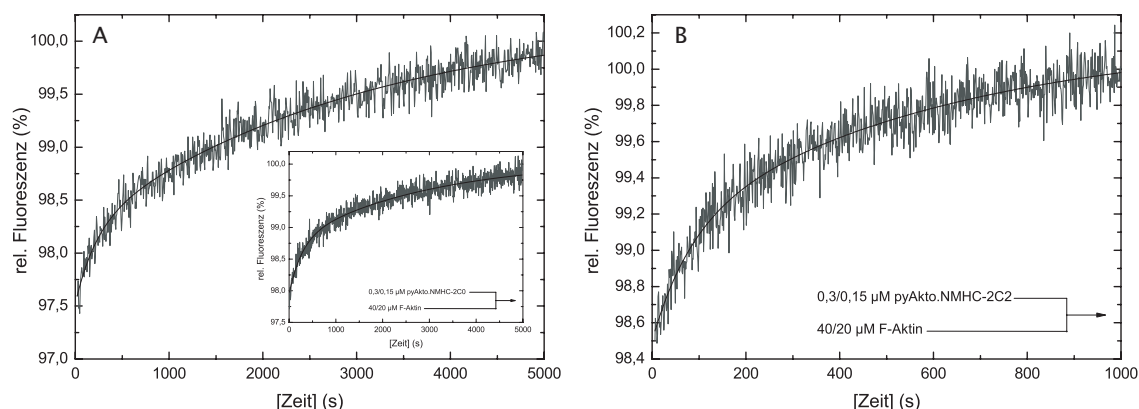 A
rel. Fluoreszenz (%)
100,0
99,5
99,0
98,5
98,0
97,5
97,0
0 1000 2000 3000 4000 5000
[Zeit] (s)
rel. Fluoreszenz (%)
100,0
99,5
99,0
98,5
98,0
97,5
0 1000 2000 3000 4000 5000
[Zeit] (s)
0,3/0,15 µM pyAkto.NMHC-2C0
40/20 µM F-Aktin
B
rel. Fluoreszenz (%)
100,2
100,0
99,8
99,6
99,4
99,2
99,0
98,8
98,6
98,4
0 200 400 600 800 1000
[Zeit] (s)
0,3/0,15 µM pyAkto.NMHC-2C2
40/20 µM F-Aktin